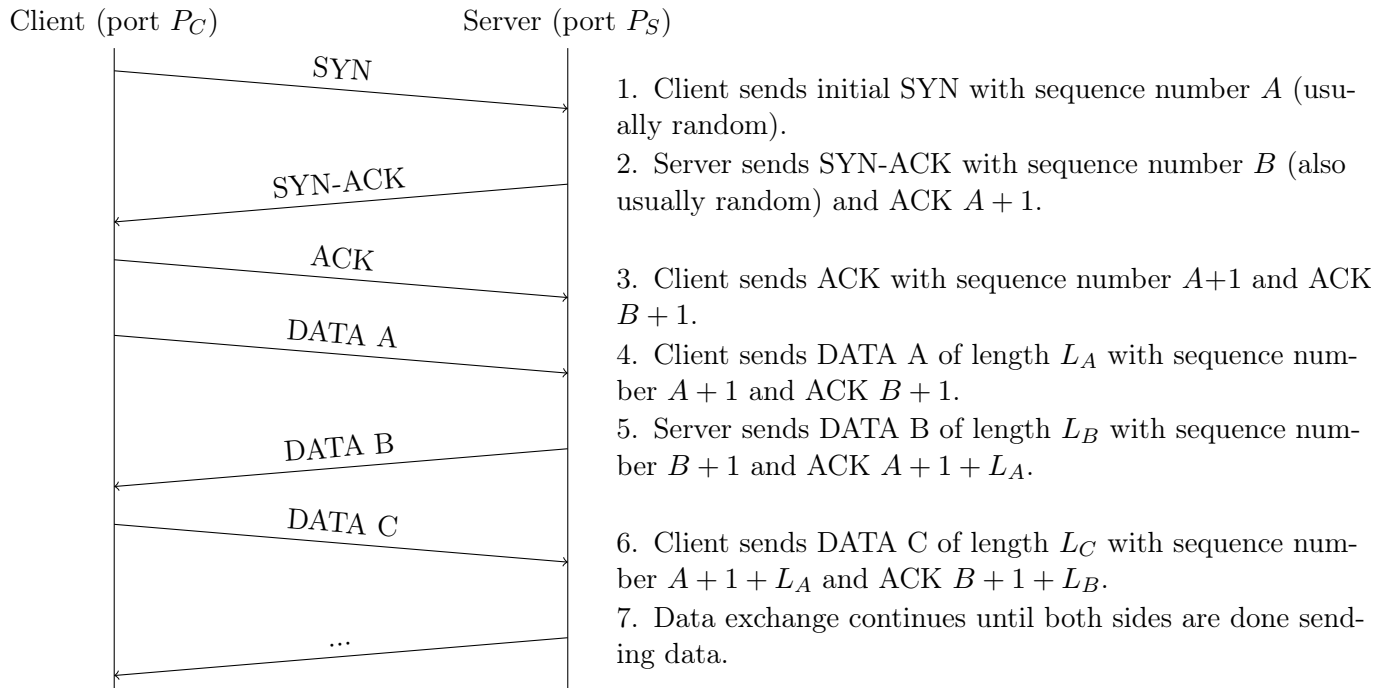 Client (port P_C) Server (port P_S)
SYN
SYN-ACK
ACK
DATA A
DATA B
DATA C
...
1. Client sends initial SYN with sequence number A (usu-
ally random).
2. Server sends SYN-ACK with sequence number B (also
usually random) and ACK A + 1.
3. Client sends ACK with sequence number A+1 and ACK
B + 1.
4. Client sends DATA A of length L_A with sequence num-
ber A + 1 and ACK B + 1.
5. Server sends DATA B of length L_B with sequence num-
ber B + 1 and ACK A + 1 + L_A.
6. Client sends DATA C of length L_C with sequence num-
ber A + 1 + L_A and ACK B + 1 + L_B.
7. Data exchange continues until both sides are done send-
ing data.